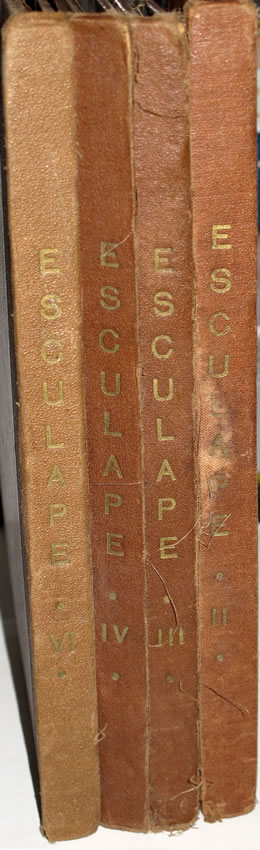 ESCULAPE • VI •
ESCULAPE • IV •
ESCULAPE • III •
ESCULAPE • II •